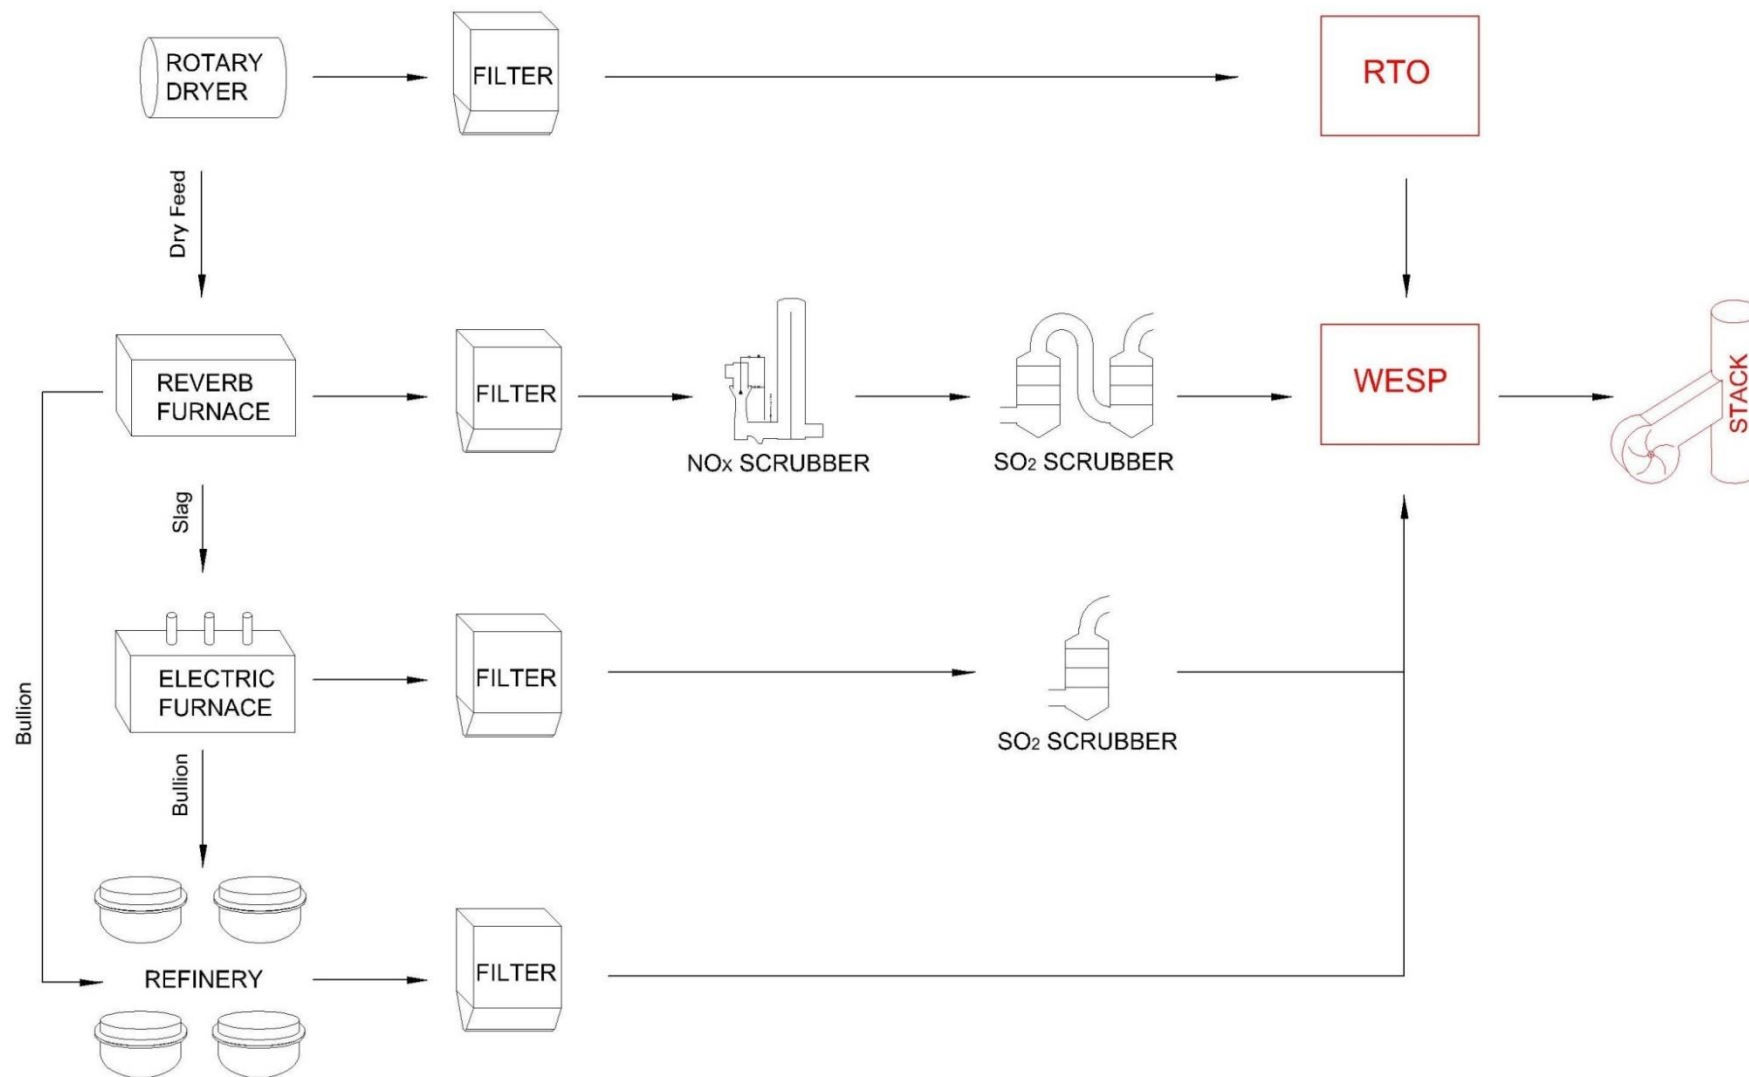 ROTARY
DRYER
FILTER
RTO
Dry Feed
REVERB
FURNACE
FILTER
NOx SCRUBBER
SO2 SCRUBBER
WESP
STACK
Slag
Bullion
ELECTRIC
FURNACE
FILTER
SO2 SCRUBBER
Bullion
REFINERY
FILTER